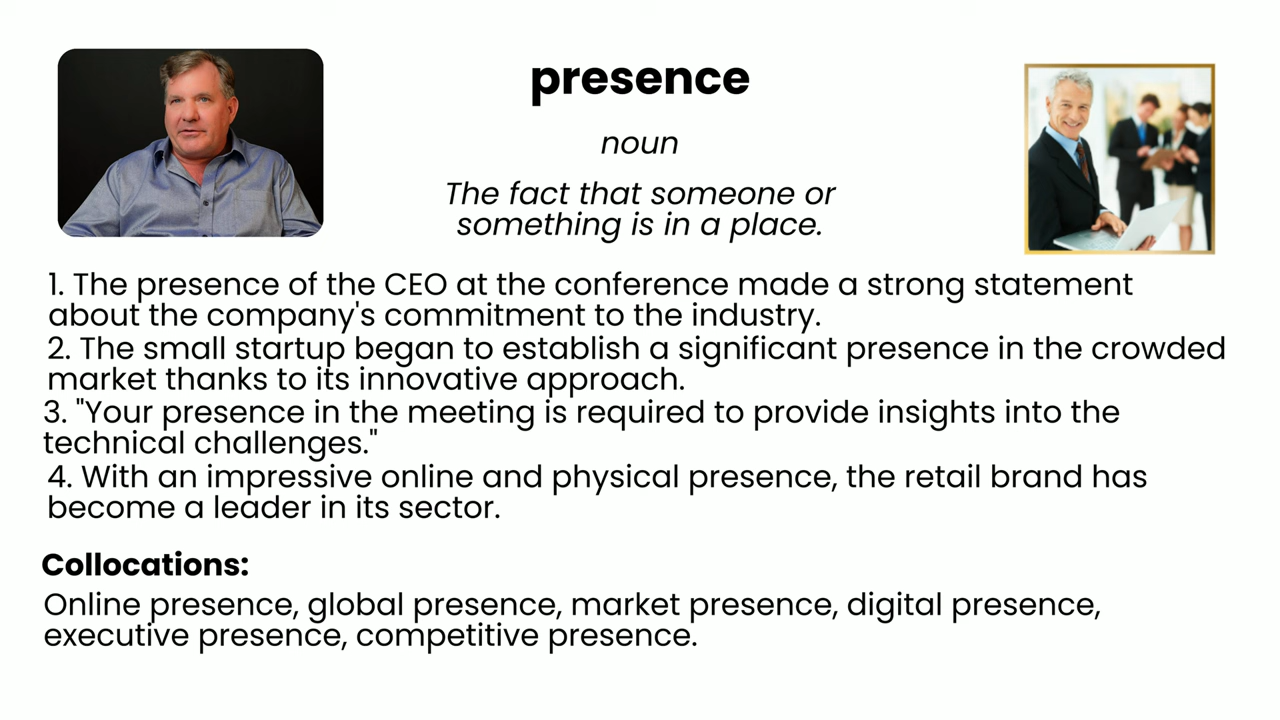 presence
noun
The fact that someone or
something is in a place.
1. The presence of the CEO at the conference made a strong statement
about the company's commitment to the industry.
2. The small startup began to establish a significant presence in the crowded
market thanks to its innovative approach.
3. "Your presence in the meeting is required to provide insights into the
technical challenges."
4. With an impressive online and physical presence, the retail brand has
become a leader in its sector.
Collocations:
Online presence, global presence, market presence, digital presence,
executive presence, competitive presence.